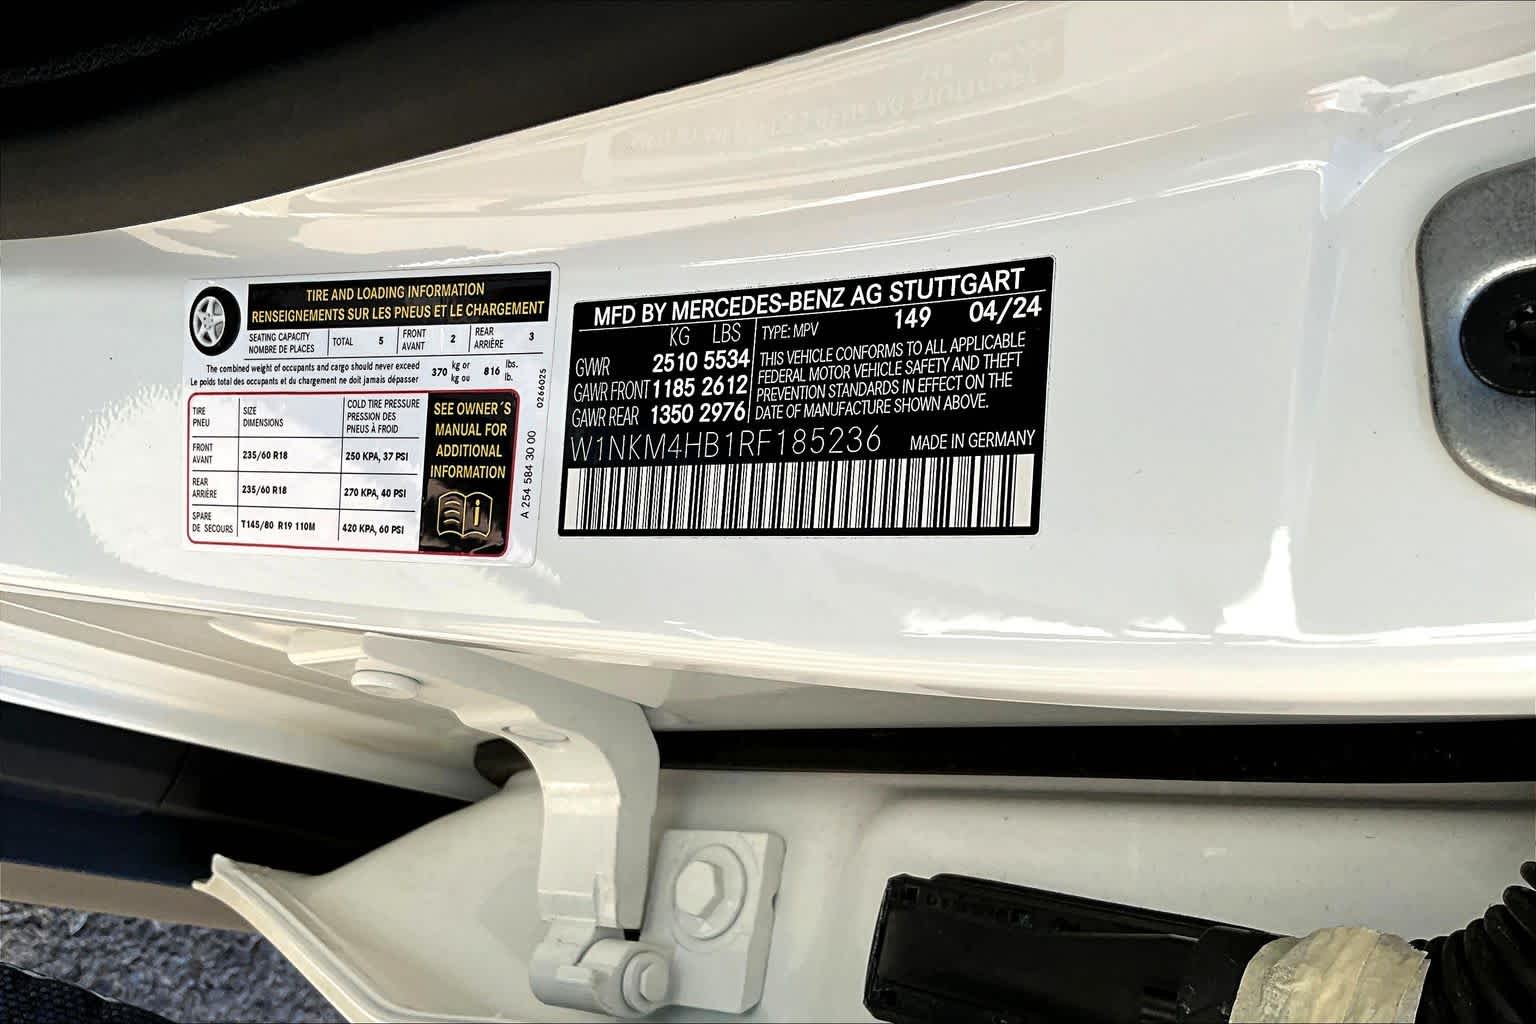 TIRE AND LOADING INFORMATION
RENSEIGNEMENTS SUR LES PNEUS ET LE CHARGEMENT
SEATING CAPACITY
NOMBRE DE PLACES
TOTAL 5
FRONT
AVANT
2
REAR
ARRIÈRE
3
The combined weight of occupants and cargo should never exceed
Le poids total des occupants et du chargement ne doit jamais dépasser
370
kg or
kg ou
816
lbs.
lb.
TIRE
PNEU
SIZE
DIMENSIONS
COLD TIRE PRESSURE
PRESSION DES
PNEUS À FROID
FRONT
AVANT
235/60 R18
250 KPA, 37 PSI
REAR
ARRIÈRE
235/60 R18
270 KPA, 40 PSI
SPARE
DE SECOURS
T145/80 R19 110M
420 KPA, 60 PSI
SEE OWNER´S
MANUAL FOR
ADDITIONAL
INFORMATION
i
0266025
A 254 584 30 00
MFD BY MERCEDES-BENZ AG STUTTGART
KG LBS
TYPE: MPV 149 04/24
GVWR 2510 5534
GAWR FRONT 1185 2612
GAWR REAR 1350 2976
THIS VEHICLE CONFORMS TO ALL APPLICABLE
FEDERAL MOTOR VEHICLE SAFETY AND THEFT
PREVENTION STANDARDS IN EFFECT ON THE
DATE OF MANUFACTURE SHOWN ABOVE.
W1NKM4HB1RF185236 MADE IN GERMANY